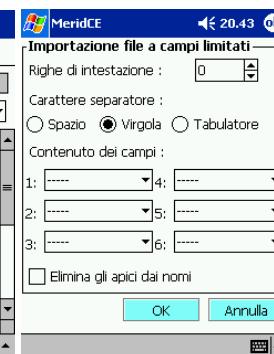 MeridCE 20.43
Importazione file a campi limitati
Righe di intestazione : 0
Carattere separatore :
Spazio Virgola Tabulatore
Contenuto dei campi :
1: ----- 4: -----
2: ----- 5: -----
3: ----- 6: -----
Elimina gli apici dai nomi
OK Annulla